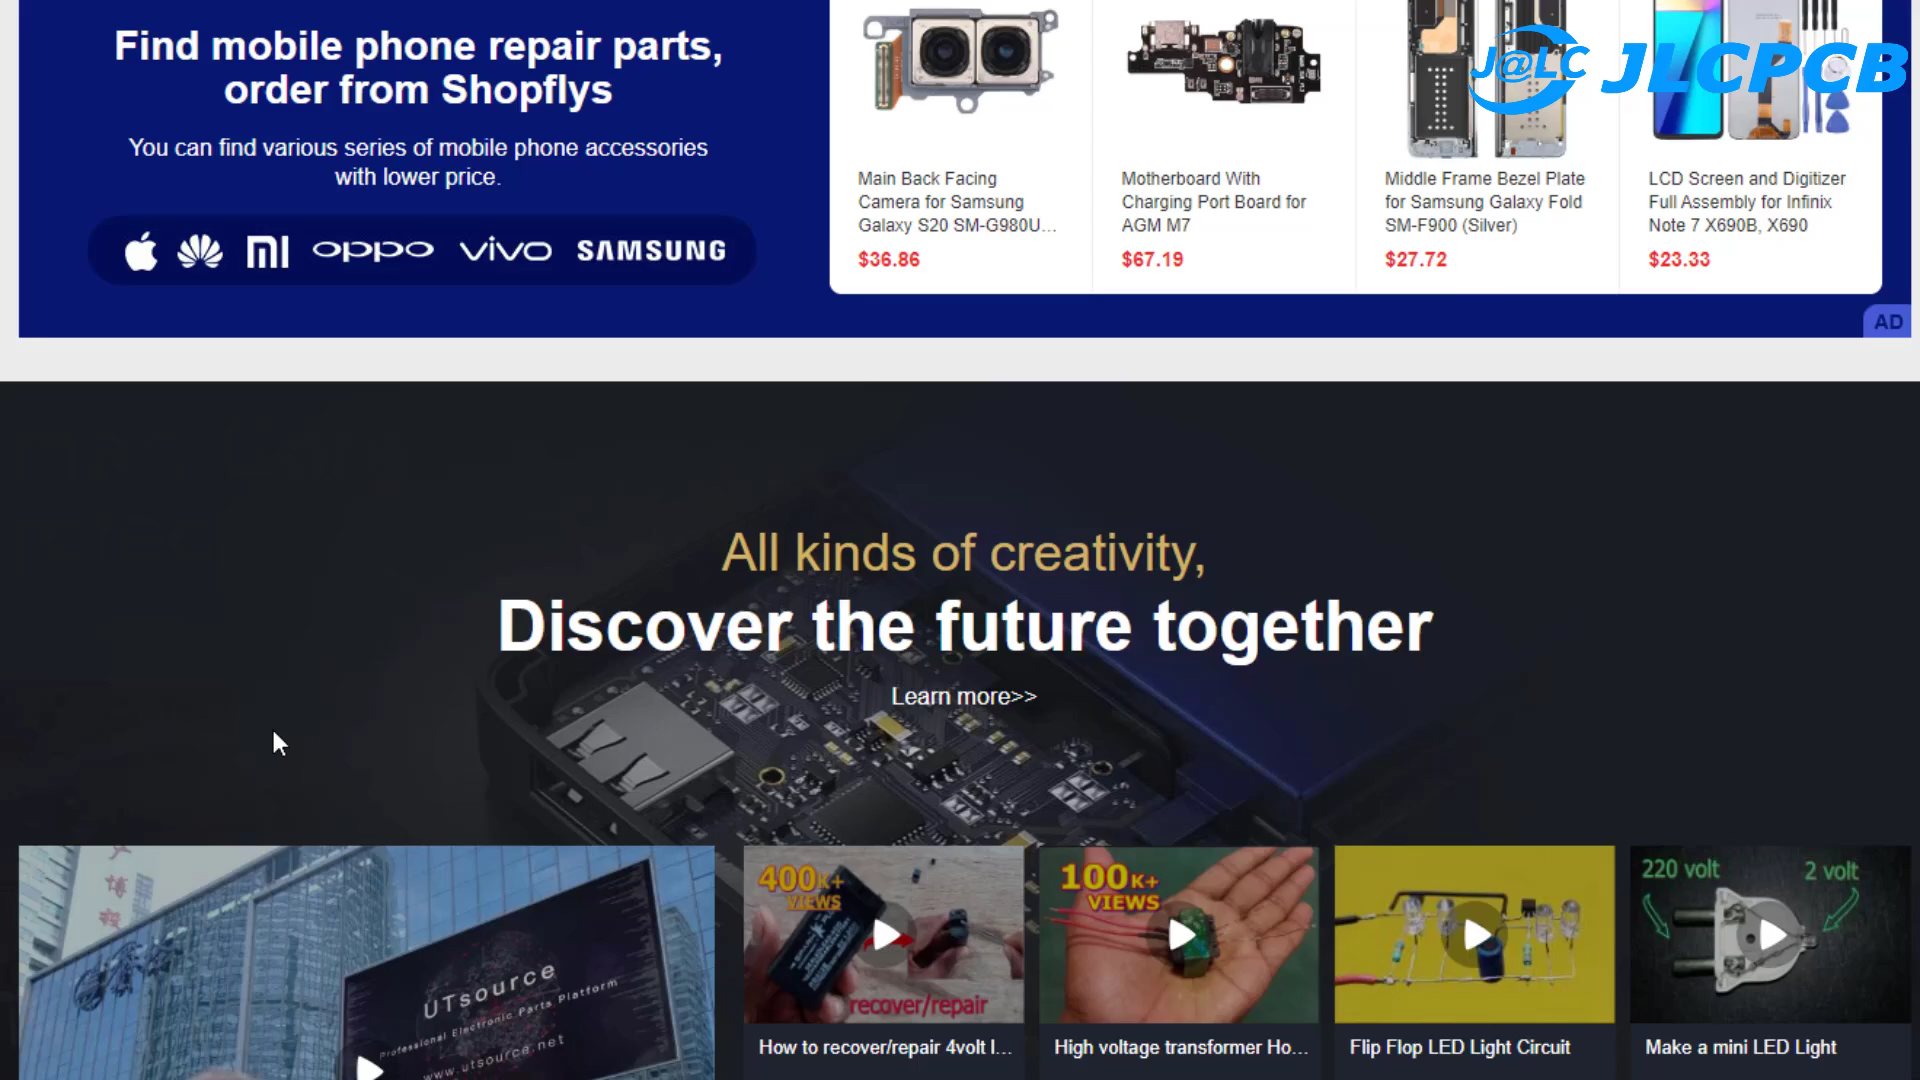 Find mobile phone repair parts,
order from Shopflys
You can find various series of mobile phone accessories
with lower price.
mi oppo vivo SAMSUNG
Main Back Facing
Camera for Samsung
Galaxy S20 SM-G980U...
$36.86
Motherboard With
Charging Port Board for
AGM M7
$67.19
Middle Frame Bezel Plate
for Samsung Galaxy Fold
SM-F900 (Silver)
$27.72
LCD Screen and Digitizer
Full Assembly for Infinix
Note 7 X690B, X690
$23.33
J@LC JLCPCB
AD
All kinds of creativity,
Discover the future together
Learn more>>
UTsource
Professional Electronic Parts Platform
www.utsource.net
400K+
VIEWS
recover/repair
How to recover/repair 4volt l...
100K+
VIEWS
High voltage transformer Ho...
Flip Flop LED Light Circuit
220 volt
2 volt
Make a mini LED Light